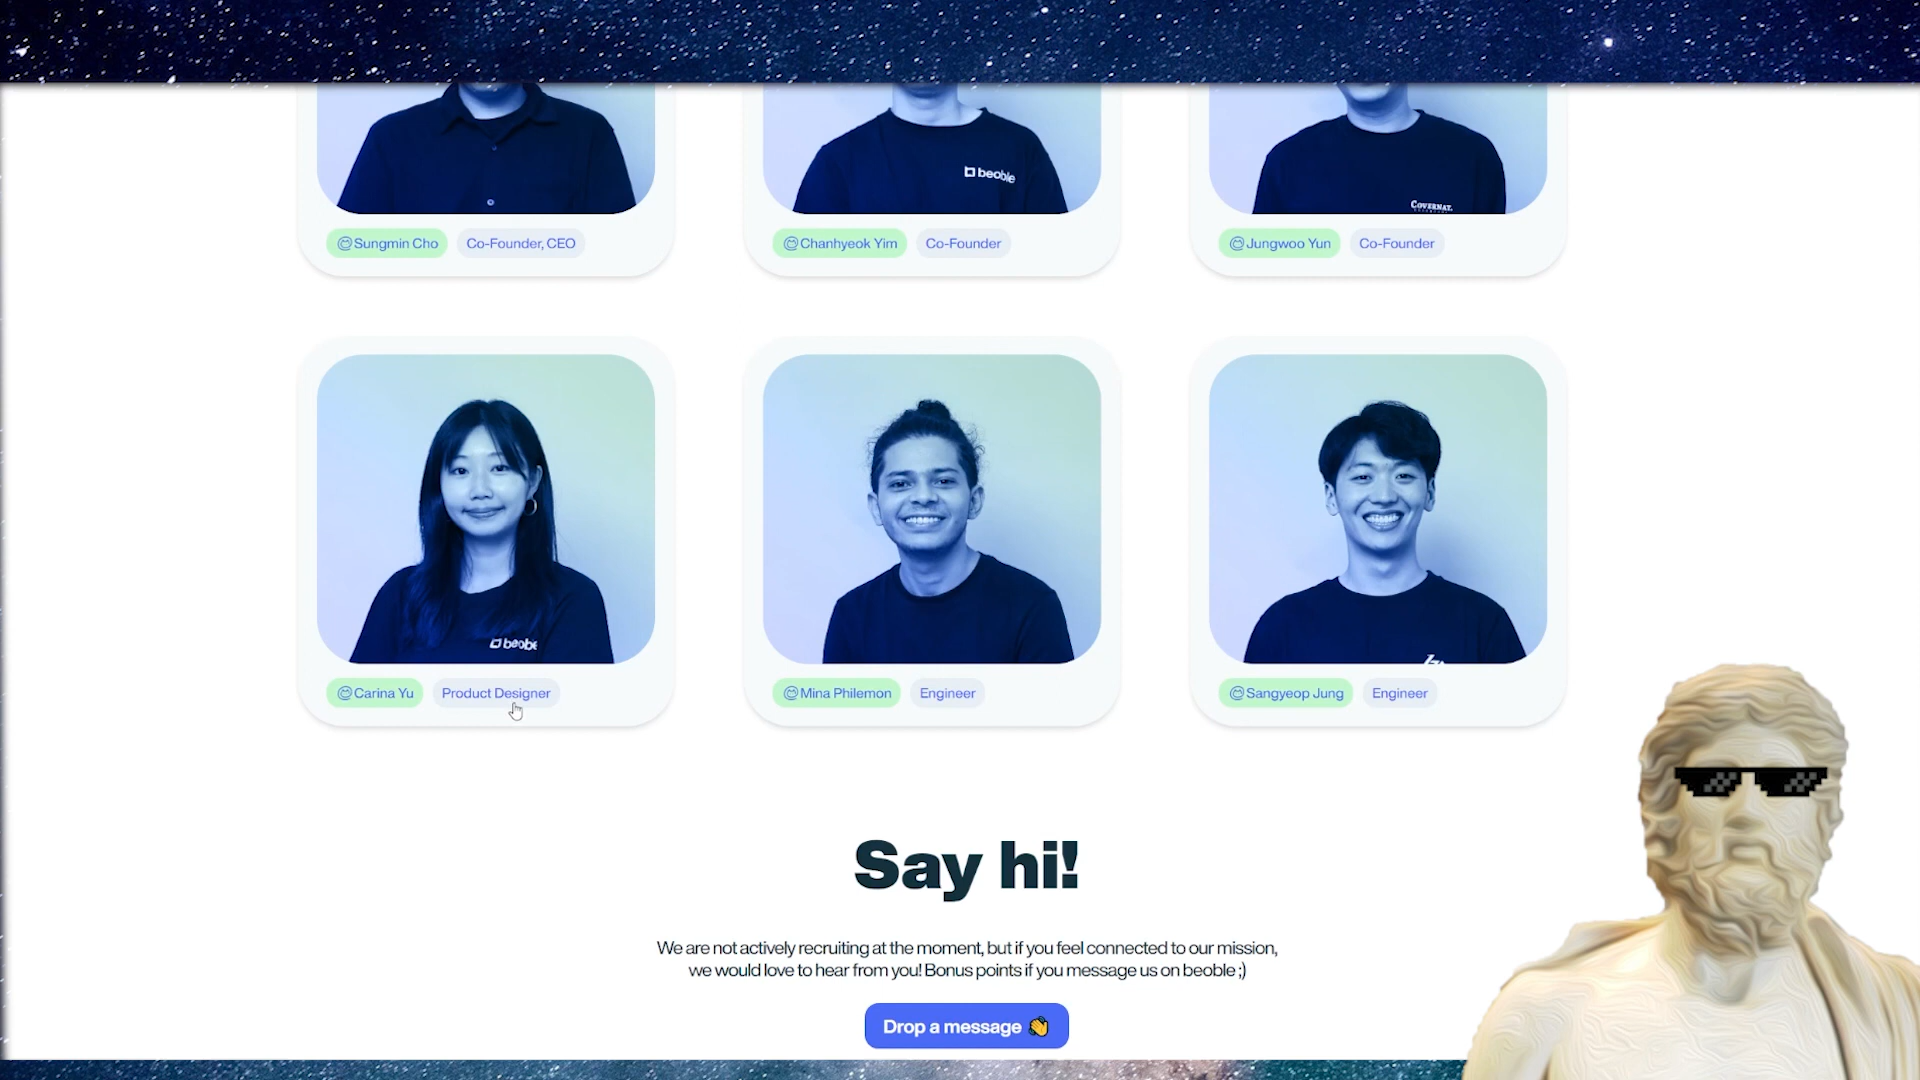 beoble
COVERNAT.
Sungmin Cho Co-Founder, CEO
Chanhyeok Yim Co-Founder
Jungwoo Yun Co-Founder
beoble
Carina Yu Product Designer
Mina Philemon Engineer
Sangyeop Jung Engineer
Say hi!
We are not actively recruiting at the moment, but if you feel connected to our mission,
we would love to hear from you! Bonus points if you message us on beoble ;)
Drop a message 👋